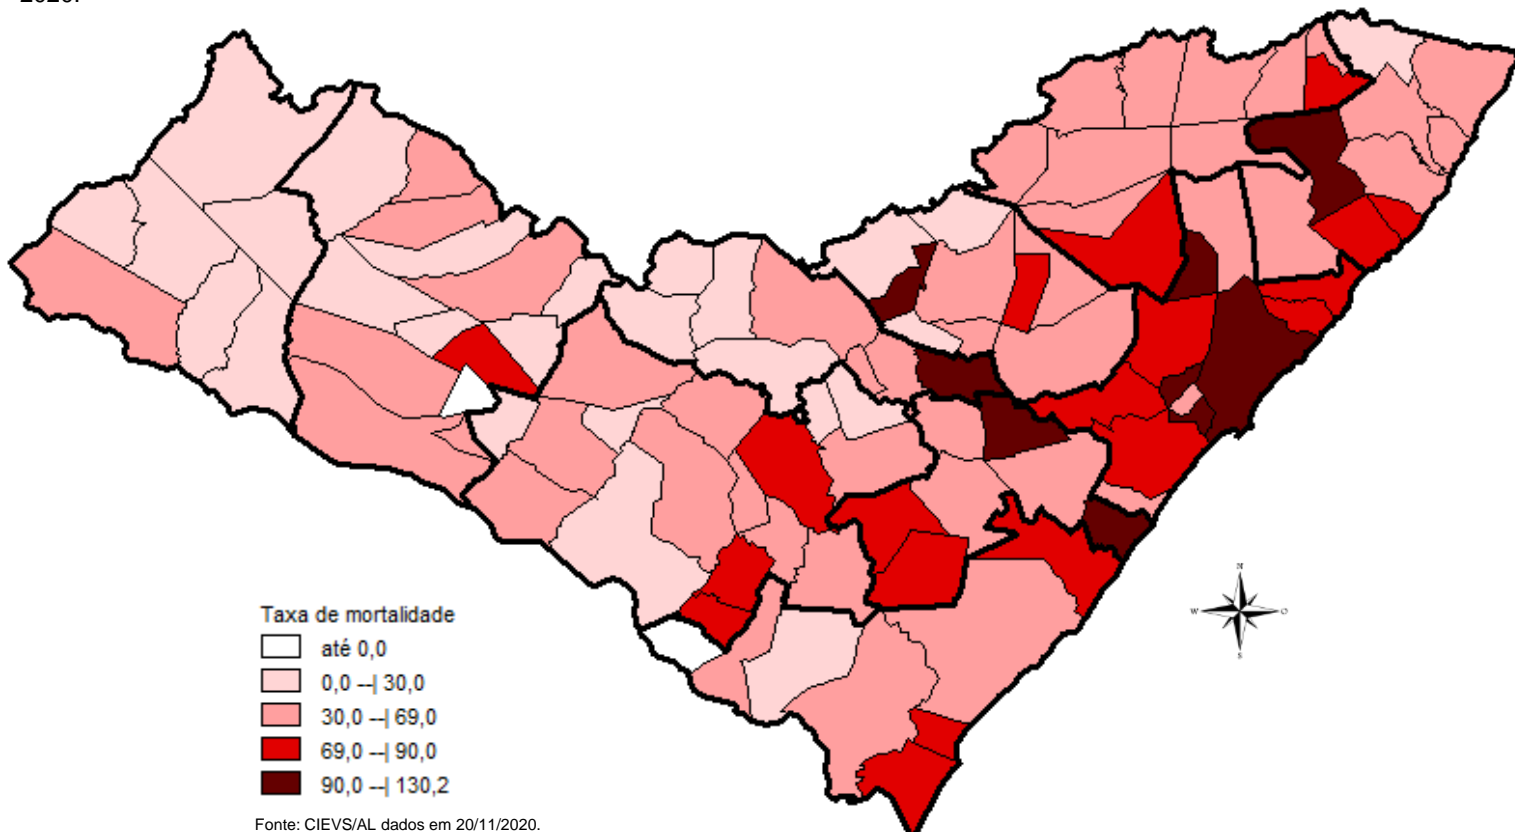 2020.
Taxa de mortalidade
até 0,0
0,0 --| 30,0
30,0 --| 69,0
69,0 --| 90,0
90,0 --| 130,2
N
W
O
S
Fonte: CIEVS/AL dados em 20/11/2020.